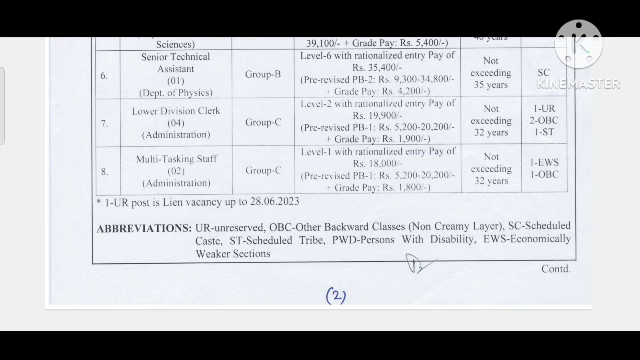 Sciences)
39,100/- + Grade Pay: Rs. 5,400/-)
40 years
6.
Senior Technical
Assistant
(01)
(Dept. of Physics)
Group-B
Level-6 with rationalized entry Pay of
Rs. 35,400/-
(Pre-revised PB-2: Rs. 9,300-34,800/-
+ Grade Pay: Rs. 4,200/-)
Not
exceeding
35 years
SC
7.
Lower Division Clerk
(04)
(Administration)
Group-C
Level-2 with rationalized entry Pay of
Rs. 19,900/-
(Pre-revised PB-1: Rs. 5,200-20,200/-
+ Grade Pay: Rs. 1,900/-)
Not
exceeding
32 years
1-UR
2-OBC
1-ST
8.
Multi-Tasking Staff
(02)
(Administration)
Group-C
Level-1 with rationalized entry Pay of
Rs. 18,000/-
(Pre-revised PB-1: Rs. 5,200-20,200/-
+ Grade Pay: Rs. 1,800/-)
Not
exceeding
32 years
1-EWS
1-OBC
* 1-UR post is Lien vacancy up to 28.06.2023
ABBREVIATIONS: UR-unreserved, OBC-Other Backward Classes (Non Creamy Layer), SC-Scheduled
Caste, ST-Scheduled Tribe, PWD-Persons With Disability, EWS-Economically
Weaker Sections
Contd.
(2)
KINEMASTER